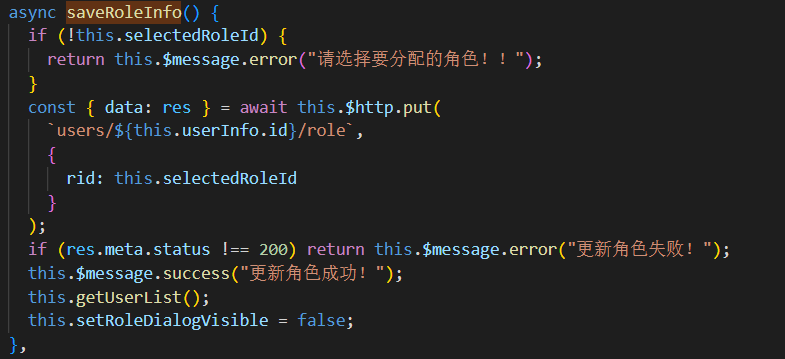 async saveRoleInfo() {
if (!this.selectedRoleId) {
return this.$message.error("请选择要分配的角色！！");
}
const { data: res } = await this.$http.put(
`users/${this.userInfo.id}/role`,
{
rid: this.selectedRoleId
}
);
if (res.meta.status !== 200) return this.$message.error("更新角色失败！");
this.$message.success("更新角色成功！");
this.getUserList();
this.setRoleDialogVisible = false;
},